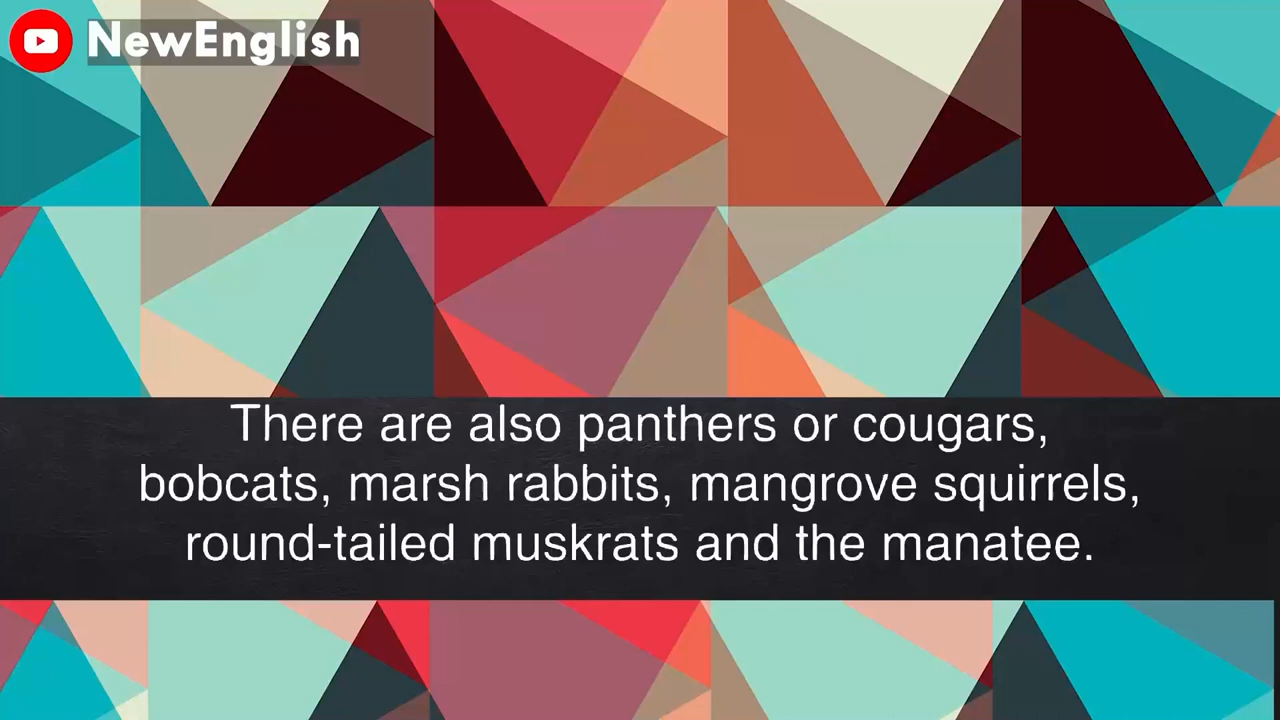 NewEnglish
There are also panthers or cougars,
bobcats, marsh rabbits, mangrove squirrels,
round-tailed muskrats and the manatee.